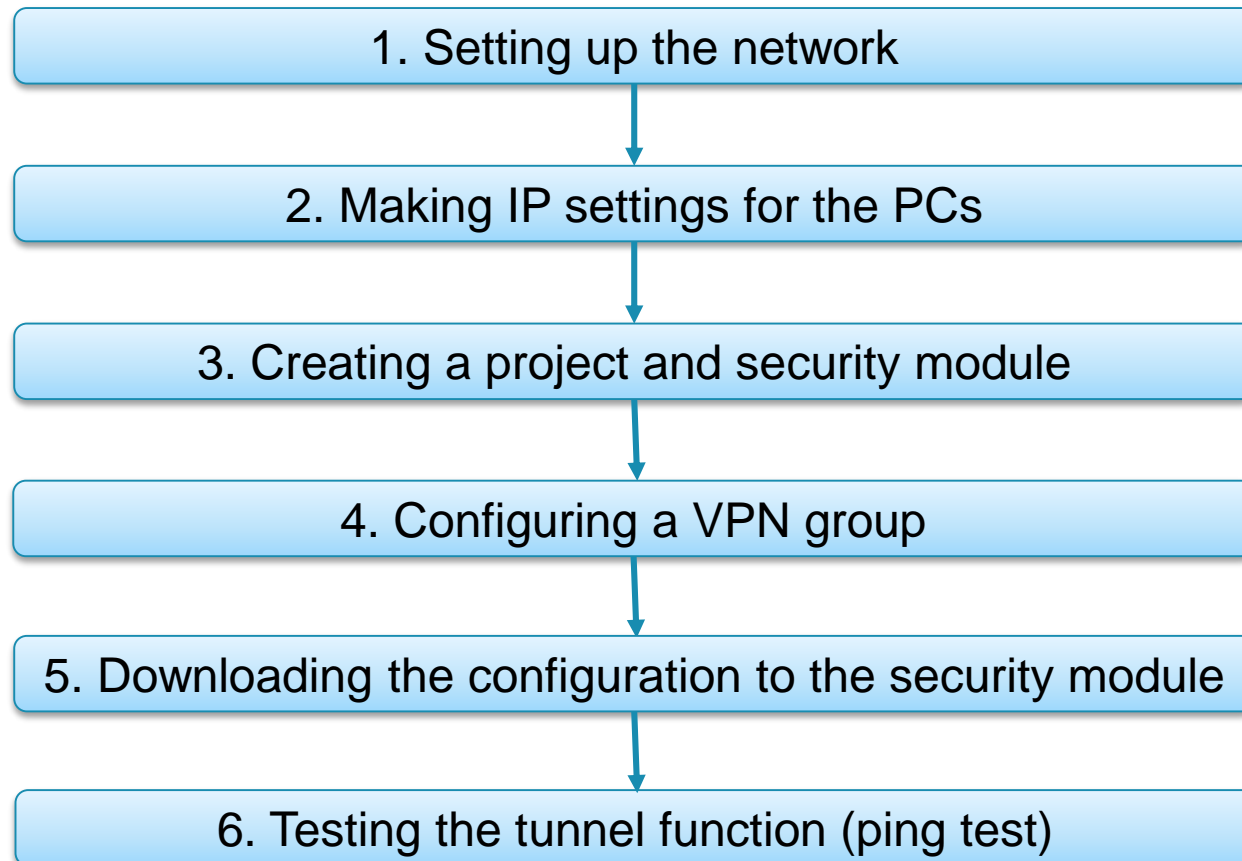 1. Setting up the network
2. Making IP settings for the PCs
3. Creating a project and security module
4. Configuring a VPN group
5. Downloading the configuration to the security module
6. Testing the tunnel function (ping test)